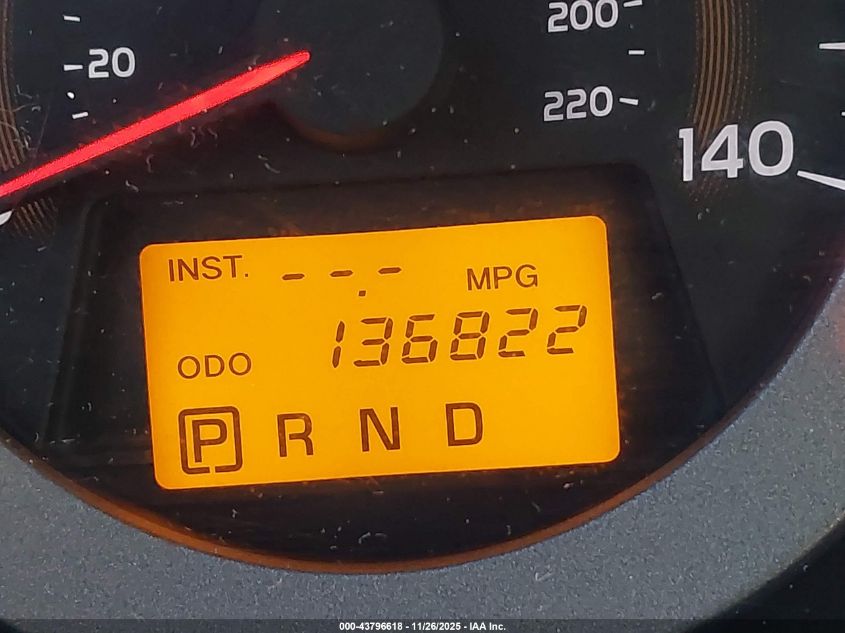 200
20
220
140
INST. --.- MPG
ODO 136822
P R N D
000-43796618 - 11/26/2025 - IAA Inc.